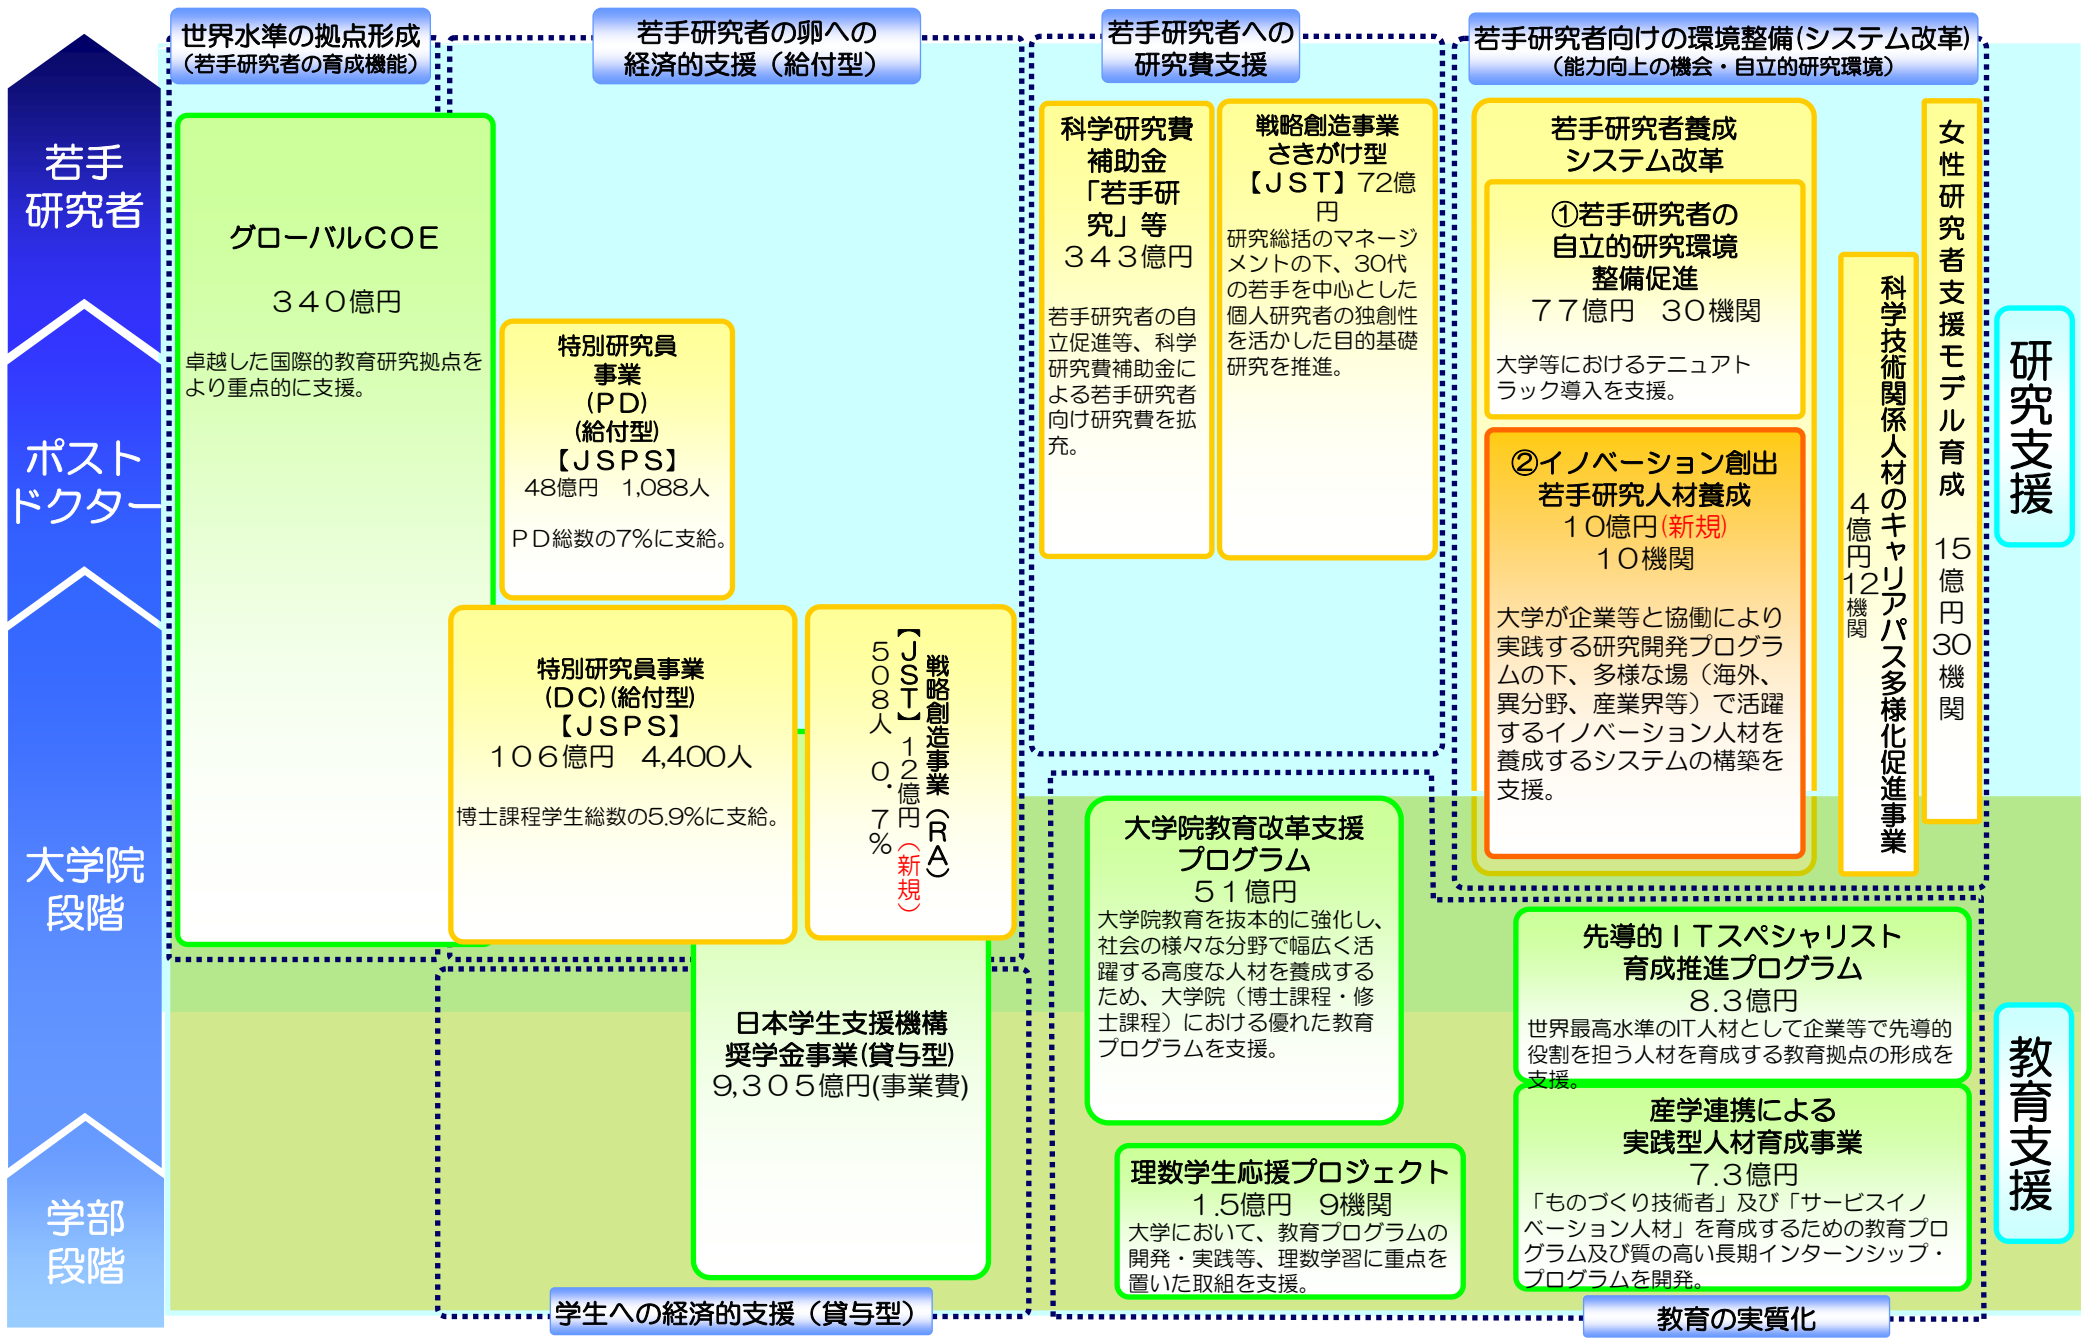 世界水準の拠点形成
（若手研究者の育成機能）
若手研究者の卵への
経済的支援（給付型）
若手研究者への
研究費支援
若手研究者向けの環境整備(システム改革)
（能力向上の機会・自立的研究環境）
若手
研究者
ポスト
ドクター
大学院
段階
学部
段階
グローバルＣＯＥ
３４０億円
卓越した国際的教育研究拠点を
より重点的に支援。
特別研究員
事業
(ＰＤ)
(給付型)
【ＪＳＰＳ】
48億円　1,088人
ＰＤ総数の7%に支給。
特別研究員事業
(ＤＣ)(給付型)
【ＪＳＰＳ】
１０６億円　4,400人
博士課程学生総数の5.9%に支給。
戦略創造事業（ＲＡ）
【ＪＳＴ】１２億円（新規）
５０８人　０．７％
日本学生支援機構
奨学金事業(貸与型)
９,３０５億円(事業費)
学生への経済的支援（貸与型）
科学研究費
補助金
「若手研
究」等
３４３億円
若手研究者の自
立促進等、科学
研究費補助金に
よる若手研究者
向け研究費を拡
充。
戦略創造事業
さきがけ型
【ＪＳＴ】72億
円
研究総括のマネージ
メントの下、30代
の若手を中心とした
個人研究者の独創性
を活かした目的基礎
研究を推進。
若手研究者養成
システム改革
①若手研究者の
自立的研究環境
整備促進
７７億円　３０機関
大学等におけるテニュアト
ラック導入を支援。
②イノベーション創出
若手研究人材養成
１０億円(新規)
１０機関
大学が企業等と協働により
実践する研究開発プログラ
ムの下、多様な場（海外、
異分野、産業界等）で活躍
するイノベーション人材を
養成するシステムの構築を
支援。
科学技術関係人材のキャリアパス多様化促進事業
４億円12機関
女性研究者支援モデル育成　15億円30機関
研究支援
大学院教育改革支援
プログラム
５１億円
大学院教育を抜本的に強化し、
社会の様々な分野で幅広く活
躍する高度な人材を養成する
ため、大学院（博士課程・修
士課程）における優れた教育
プログラムを支援。
理数学生応援プロジェクト
１.5億円　9機関
大学において、教育プログラムの
開発・実践等、理数学習に重点を
置いた取組を支援。
先導的ＩＴスペシャリスト
育成推進プログラム
８.３億円
世界最高水準のIT人材として企業等で先導的
役割を担う人材を育成する教育拠点の形成を
支援。
産学連携による
実践型人材育成事業
７.３億円
「ものづくり技術者」及び「サービスイノ
ベーション人材」を育成するための教育プロ
グラム及び質の高い長期インターンシップ・
プログラムを開発。
教育の実質化
教育支援